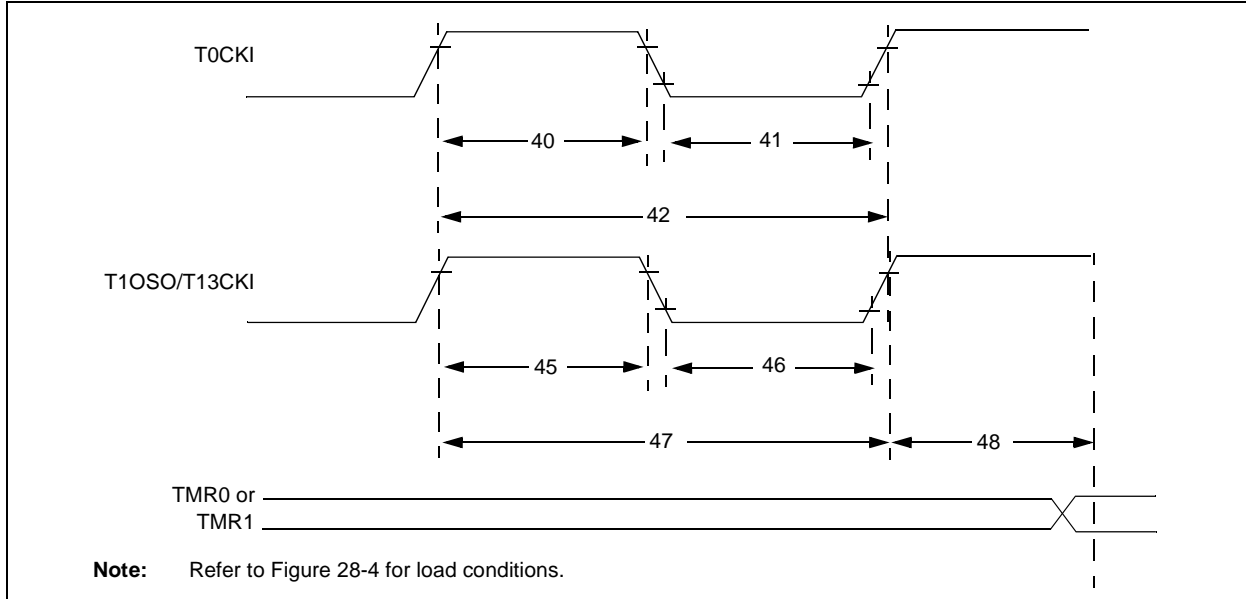 T0CKI
40
41
42
T1OSO/T13CKI
45
46
47
48
TMR0 or
TMR1
Note: Refer to Figure 28-4 for load conditions.